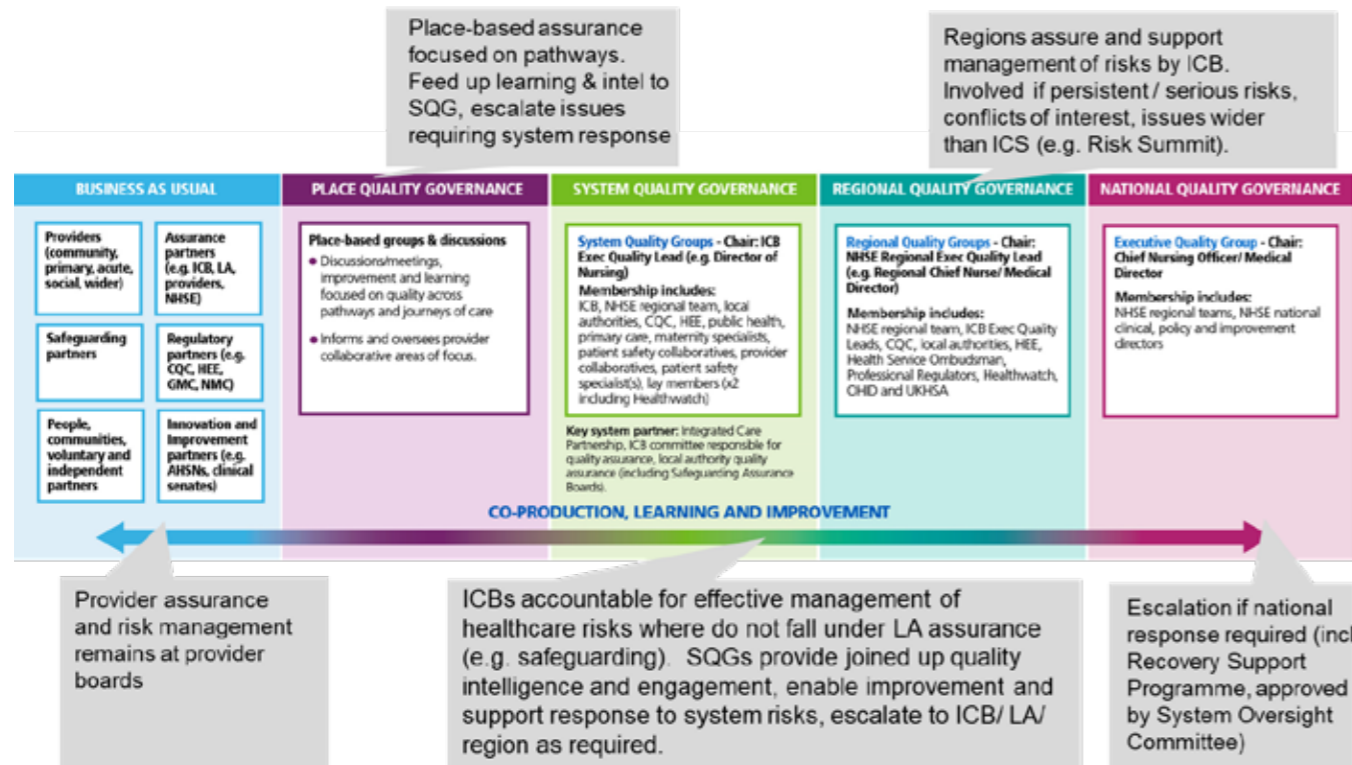 Place-based assurance
focused on pathways.
Feed up learning & intel to
SQG, escalate issues
requiring system response
Regions assure and support
management of risks by ICB.
Involved if persistent / serious risks,
conflicts of interest, issues wider
than ICS (e.g. Risk Summit).
BUSINESS AS USUAL
Providers
(community,
primary, acute,
social, wider)
Assurance
partners
(e.g. ICB, LA,
providers,
NHSE)
Safeguarding
partners
Regulatory
partners (e.g.
CQC, HEE,
GMC, NMC)
People,
communities,
voluntary and
independent
partners
Innovation and
Improvement
partners (e.g.
AHSNs, clinical
senates)
PLACE QUALITY GOVERNANCE
Place-based groups & discussions
• Discussions/meetings,
improvement and learning
focused on quality across
pathways and journeys of care
• Informs and oversees provider
collaborative areas of focus.
SYSTEM QUALITY GOVERNANCE
System Quality Groups - Chair: ICB
Exec Quality Lead (e.g. Director of
Nursing)
Membership includes:
ICB, NHSE regional team, local
authorities, CQC, HEE, public health,
primary care, maternity specialists,
patient safety collaboratives, provider
collaboratives, patient safety
specialist(s), lay members (x2
including Healthwatch)
Key system partner: Integrated Care
Partnership, ICB committee responsible for
quality assurance, local authority quality
assurance (including Safeguarding Assurance
Boards).
REGIONAL QUALITY GOVERNANCE
Regional Quality Groups - Chair:
NHSE Regional Exec Quality Lead
(e.g. Regional Chief Nurse/ Medical
Director)
Membership includes:
NHSE regional team, ICB Exec Quality
Leads, CQC, local authorities, HEE,
Health Service Ombudsman,
Professional Regulators, Healthwatch,
OHID and UKHSA
NATIONAL QUALITY GOVERNANCE
Executive Quality Group - Chair:
Chief Nursing Officer/ Medical
Director
Membership includes:
NHSE regional teams, NHSE national
clinical, policy and improvement
directors
CO-PRODUCTION, LEARNING AND IMPROVEMENT
Provider assurance
and risk management
remains at provider
boards
ICBs accountable for effective management of
healthcare risks where do not fall under LA assurance
(e.g. safeguarding). SQGs provide joined up quality
intelligence and engagement, enable improvement and
support response to system risks, escalate to ICB/ LA/
region as required.
Escalation if national
response required (incl
Recovery Support
Programme, approved
by System Oversight
Committee)